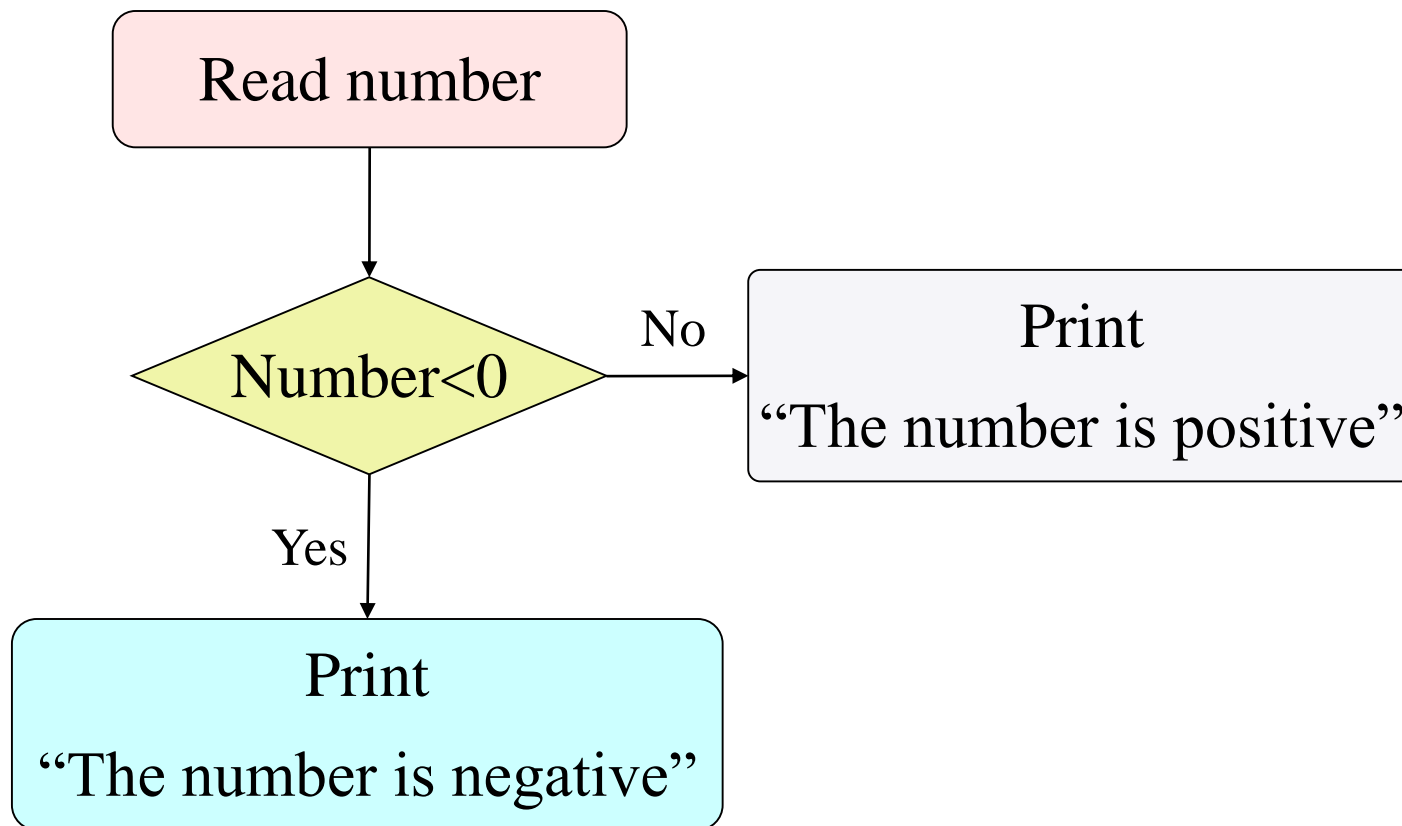 Read number
Number<0
No
Print
“The number is positive”
Yes
Print
“The number is negative”